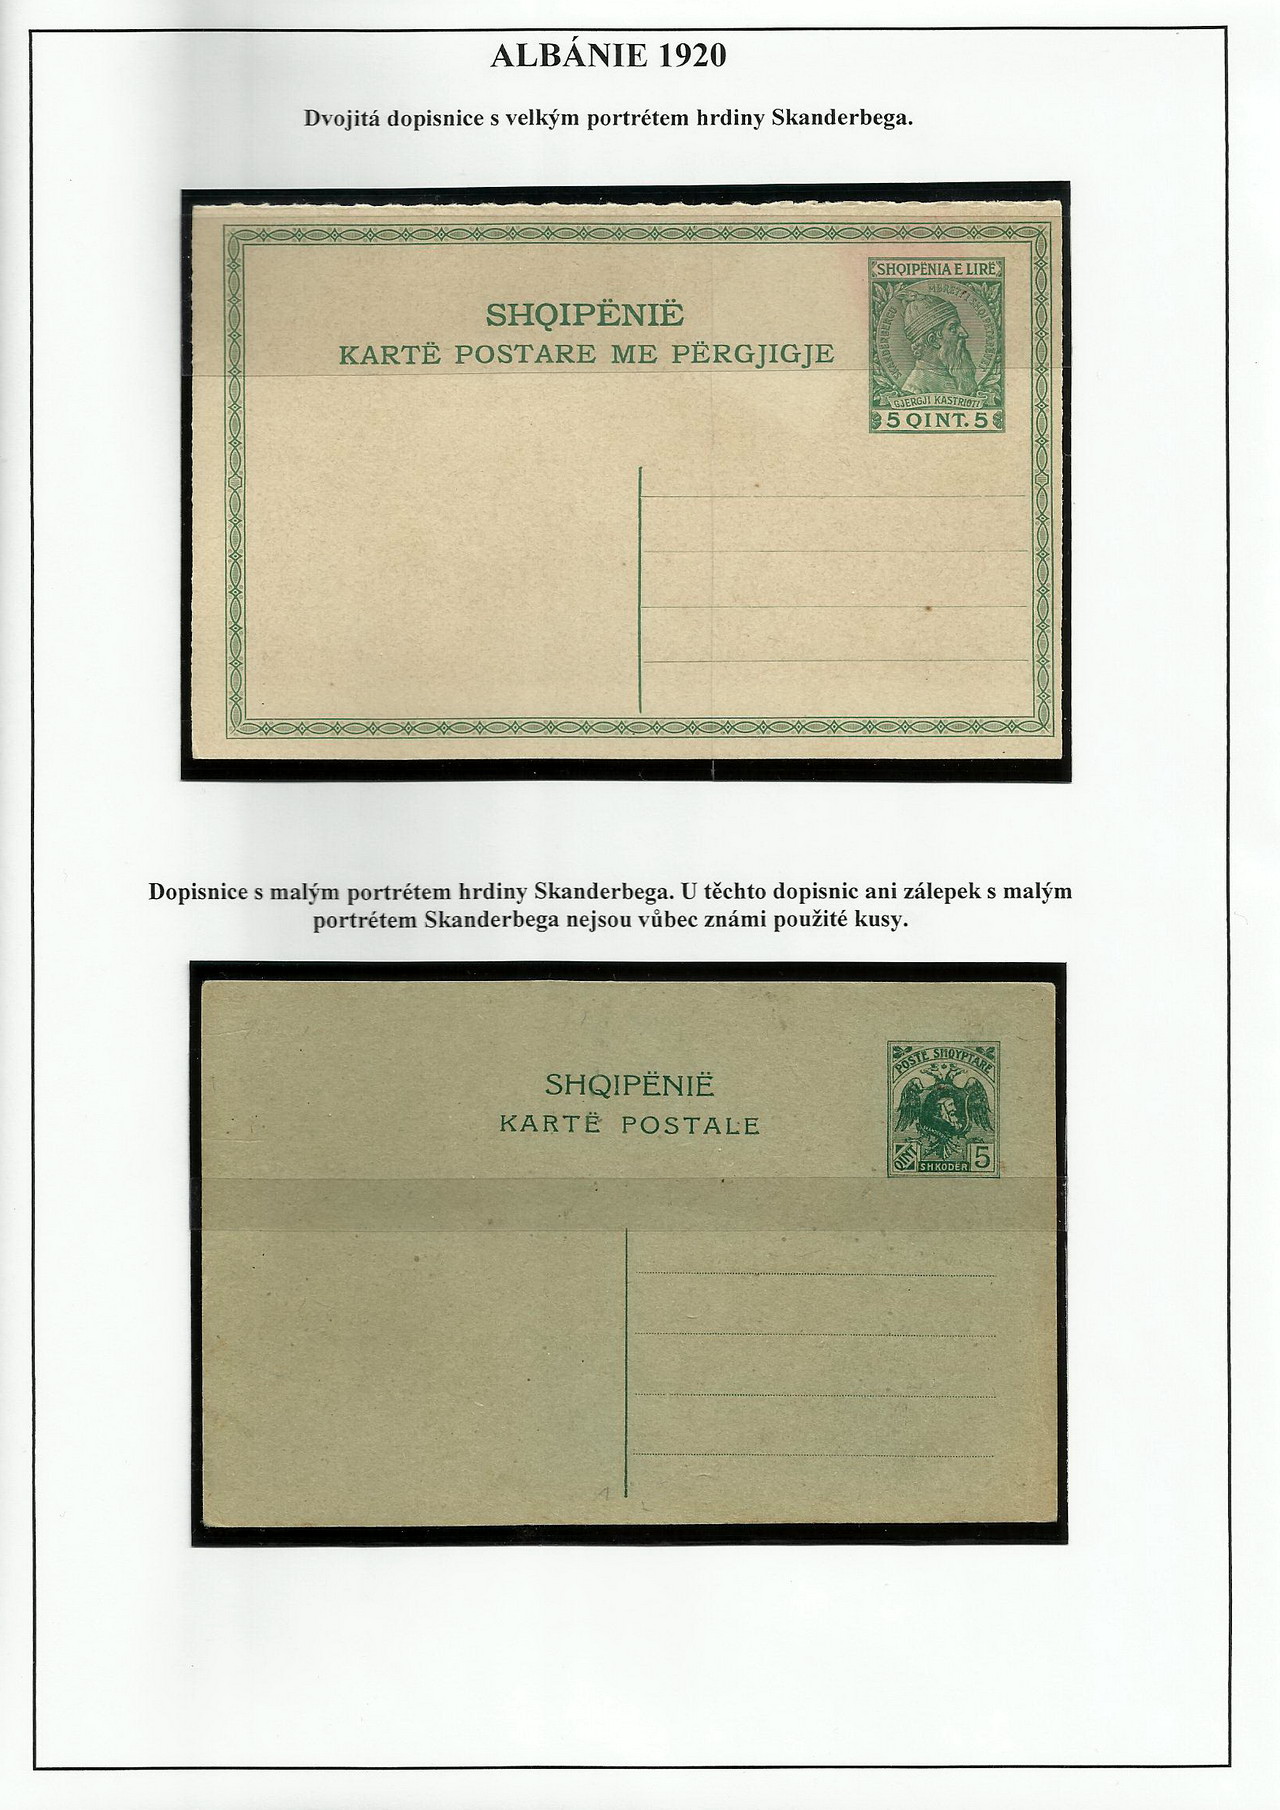 ALBÁNIE 1920
Dvojitá dopisnice s velkým portrétem hrdiny Skanderbega.
SHQIPËNIA E LIRË
SHQIPËNIË
KARTË POSTARE ME PËRGJIGJE
GJERGJI KASTRIOTI
5 QINT. 5
Dopisnice s malým portrétem hrdiny Skanderbega. U těchto dopisnic ani zálepek s malým
portrétem Skanderbega nejsou vůbec známi použité kusy.
POSTË SHQYPTARE
SHQIPËNIË
KARTË POSTALE
QINT 5
SHKODËR